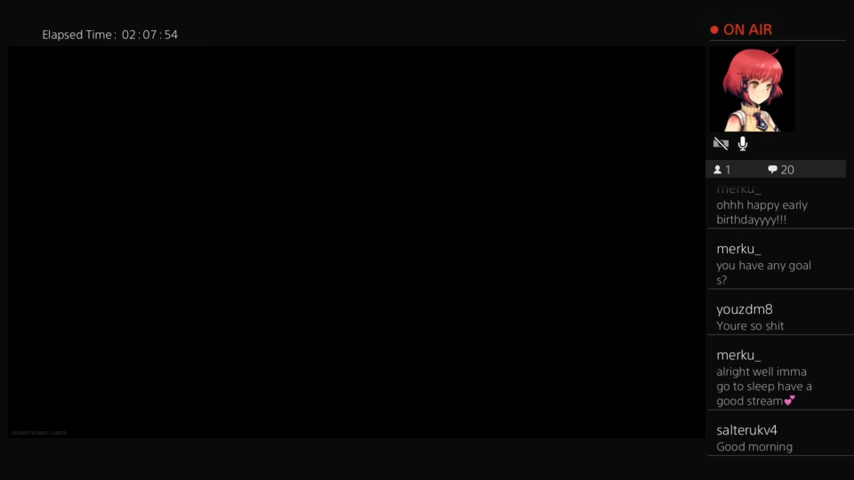 Elapsed Time: 02:07:54
ON AIR
1 20
merku_
ohhh happy early
birthdayyyy!!!
merku_
you have any goal
s?
youzdm8
Youre so shit
merku_
alright well imma
go to sleep have a
good stream💕
salterukv4
Good morning